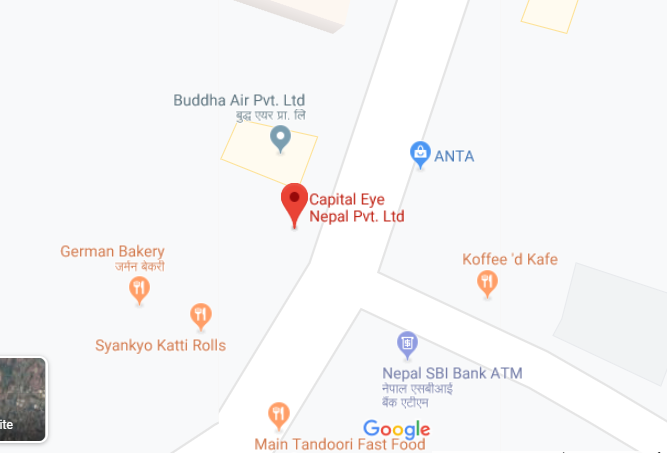 Buddha Air Pvt. Ltd
बुद्ध एयर प्रा. लि
ANTA
Capital Eye
Nepal Pvt. Ltd
German Bakery
जर्मन बेकरी
Koffee 'd Kafe
Syankyo Katti Rolls
Nepal SBI Bank ATM
नेपाल एसबीआई
बैंक एटीएम
ite
Google
Main Tandoori Fast Food